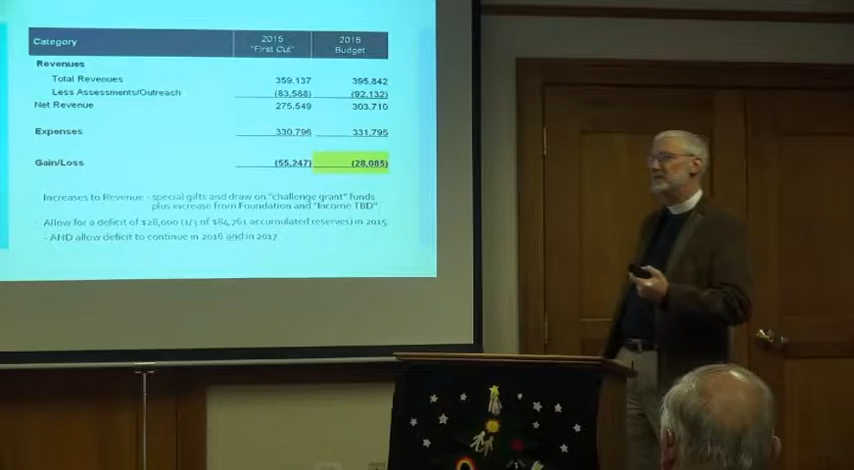 Category 2015 2015
"First Cut" Budget
Revenues
Total Revenues 359,137 395,842
Less Assessments/Outreach (83,588) (92,132)
Net Revenue 275,549 303,710
Expenses 330,796 331,795
Gain/Loss (55,247) (28,085)
Increases to Revenue - special gifts and draw on "challenge grant" funds
plus increase from Foundation and "Income TBD"
- Allow for a deficit of $28,000 (1/3 of $84,761 accumulated reserves) in 2015
- AND allow deficit to continue in 2016 and in 2017